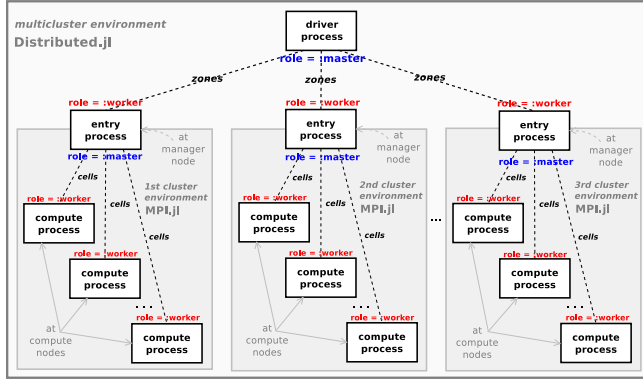 multicluster environment
Distributed.jl
driver
process
role = :master
zones
zones
zones
role = :worker
entry
process
role = :master
at
manager
node
cells
cells
cells
1st cluster
environment
MPI.jl
role = :worker
compute
process
role = :worker
compute
process
....
role = :worker
compute
process
at
compute
nodes
role = :worker
entry
process
role = :master
at
manager
node
cells
cells
cells
2nd cluster
environment
MPI.jl
role = :worker
compute
process
role = :worker
compute
process
....
role = :worker
compute
process
at
compute
nodes
...
role = :worker
entry
process
role = :master
at
manager
node
cells
cells
cells
3rd cluster
environment
MPI.jl
role = :worker
compute
process
role = :worker
compute
process
....
role = :worker
compute
process
at
compute
nodes